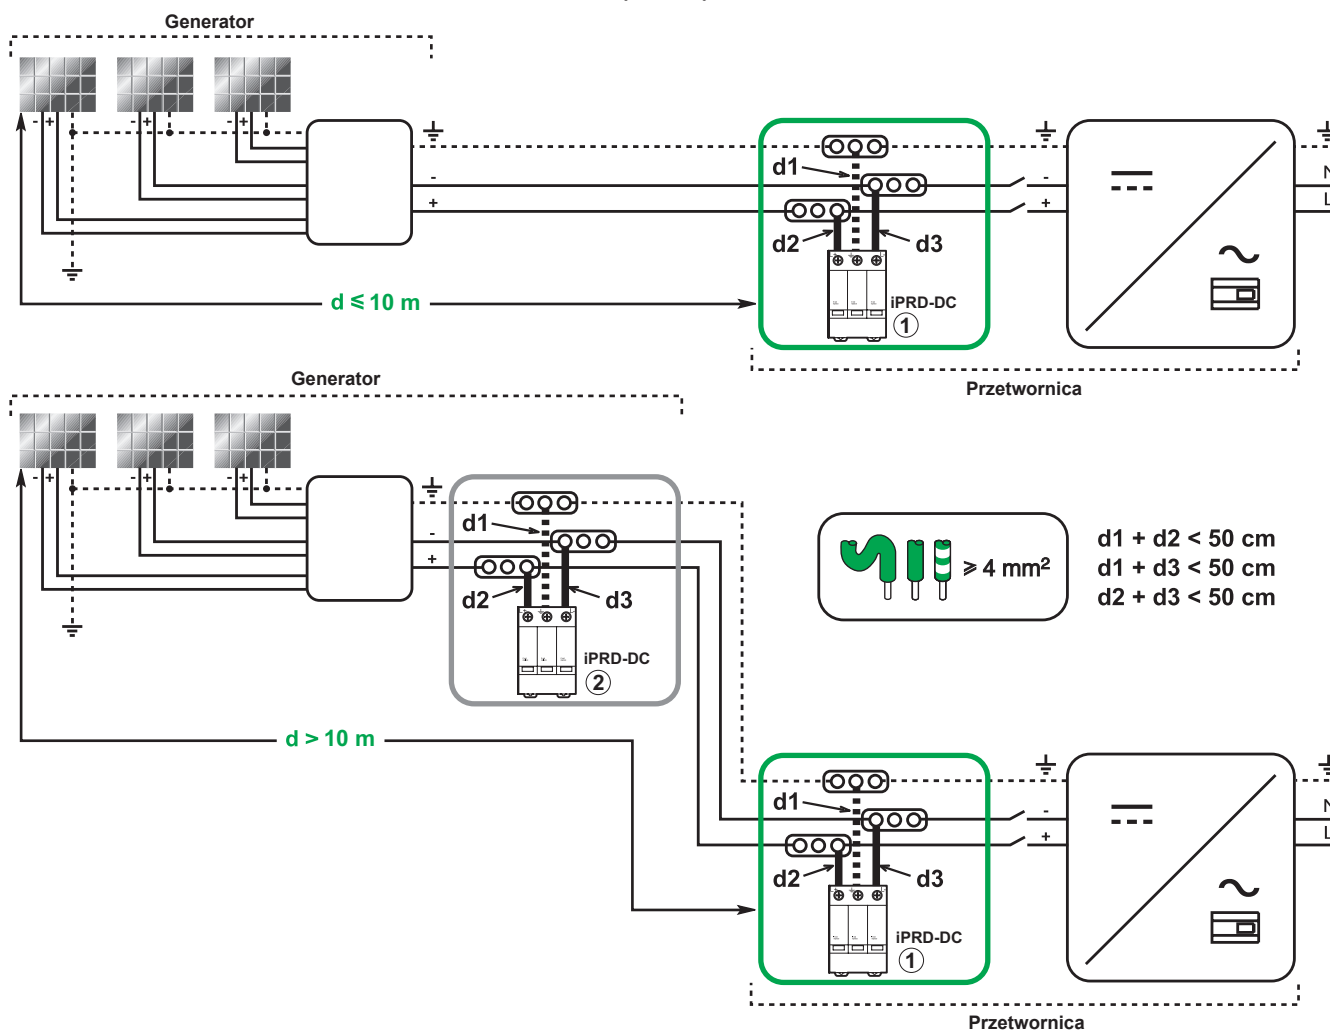 Generator
- +
- +
- +
-
+
d1
d2
d3
-
+
N
L
iPRD-DC
1
d ≤ 10 m
Przetwornica
Generator
- +
- +
- +
-
+
d1
d2
d3
iPRD-DC
2
≥ 4 mm²
d1 + d2 < 50 cm
d1 + d3 < 50 cm
d2 + d3 < 50 cm
d > 10 m
d1
d2
d3
-
+
N
L
iPRD-DC
1
Przetwornica